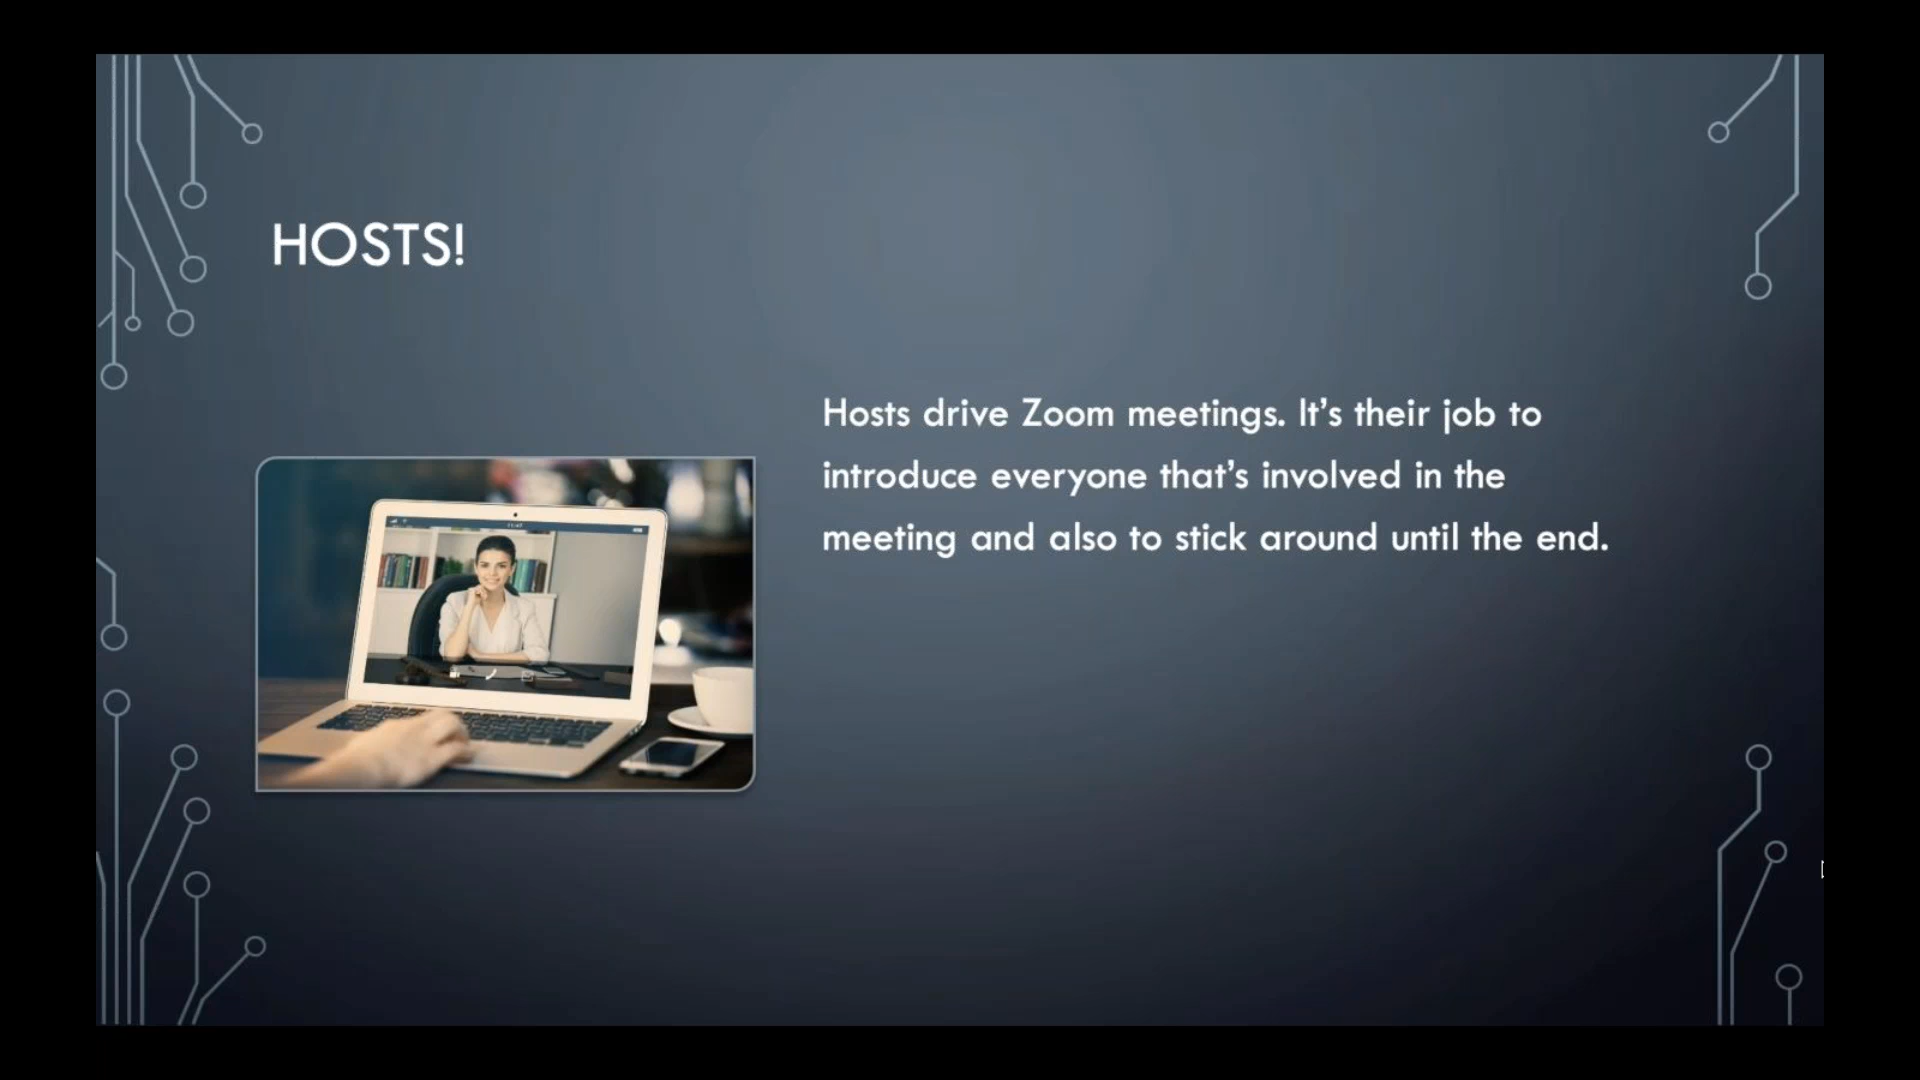 HOSTS!
Hosts drive Zoom meetings. It’s their job to
introduce everyone that’s involved in the
meeting and also to stick around until the end.